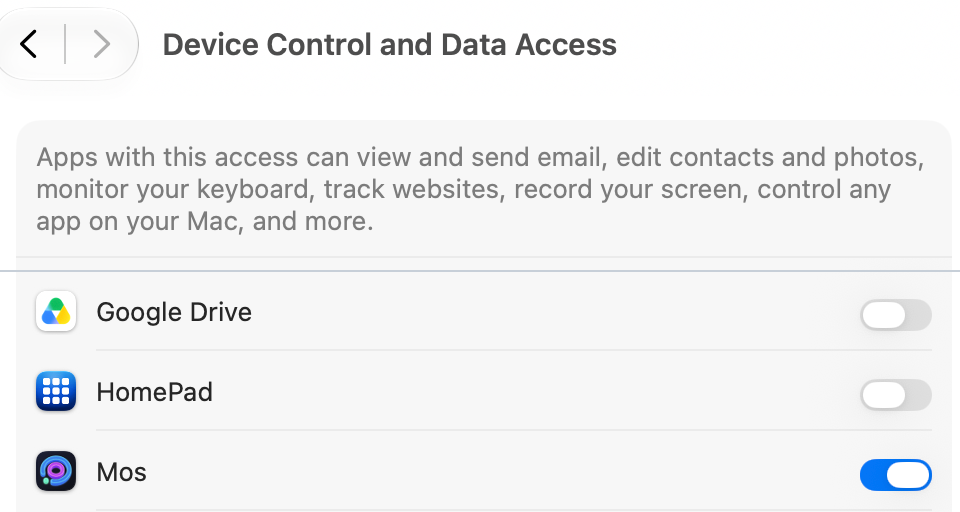 Device Control and Data Access
Apps with this access can view and send email, edit contacts and photos,
monitor your keyboard, track websites, record your screen, control any
app on your Mac, and more.
Google Drive
HomePad
Mos